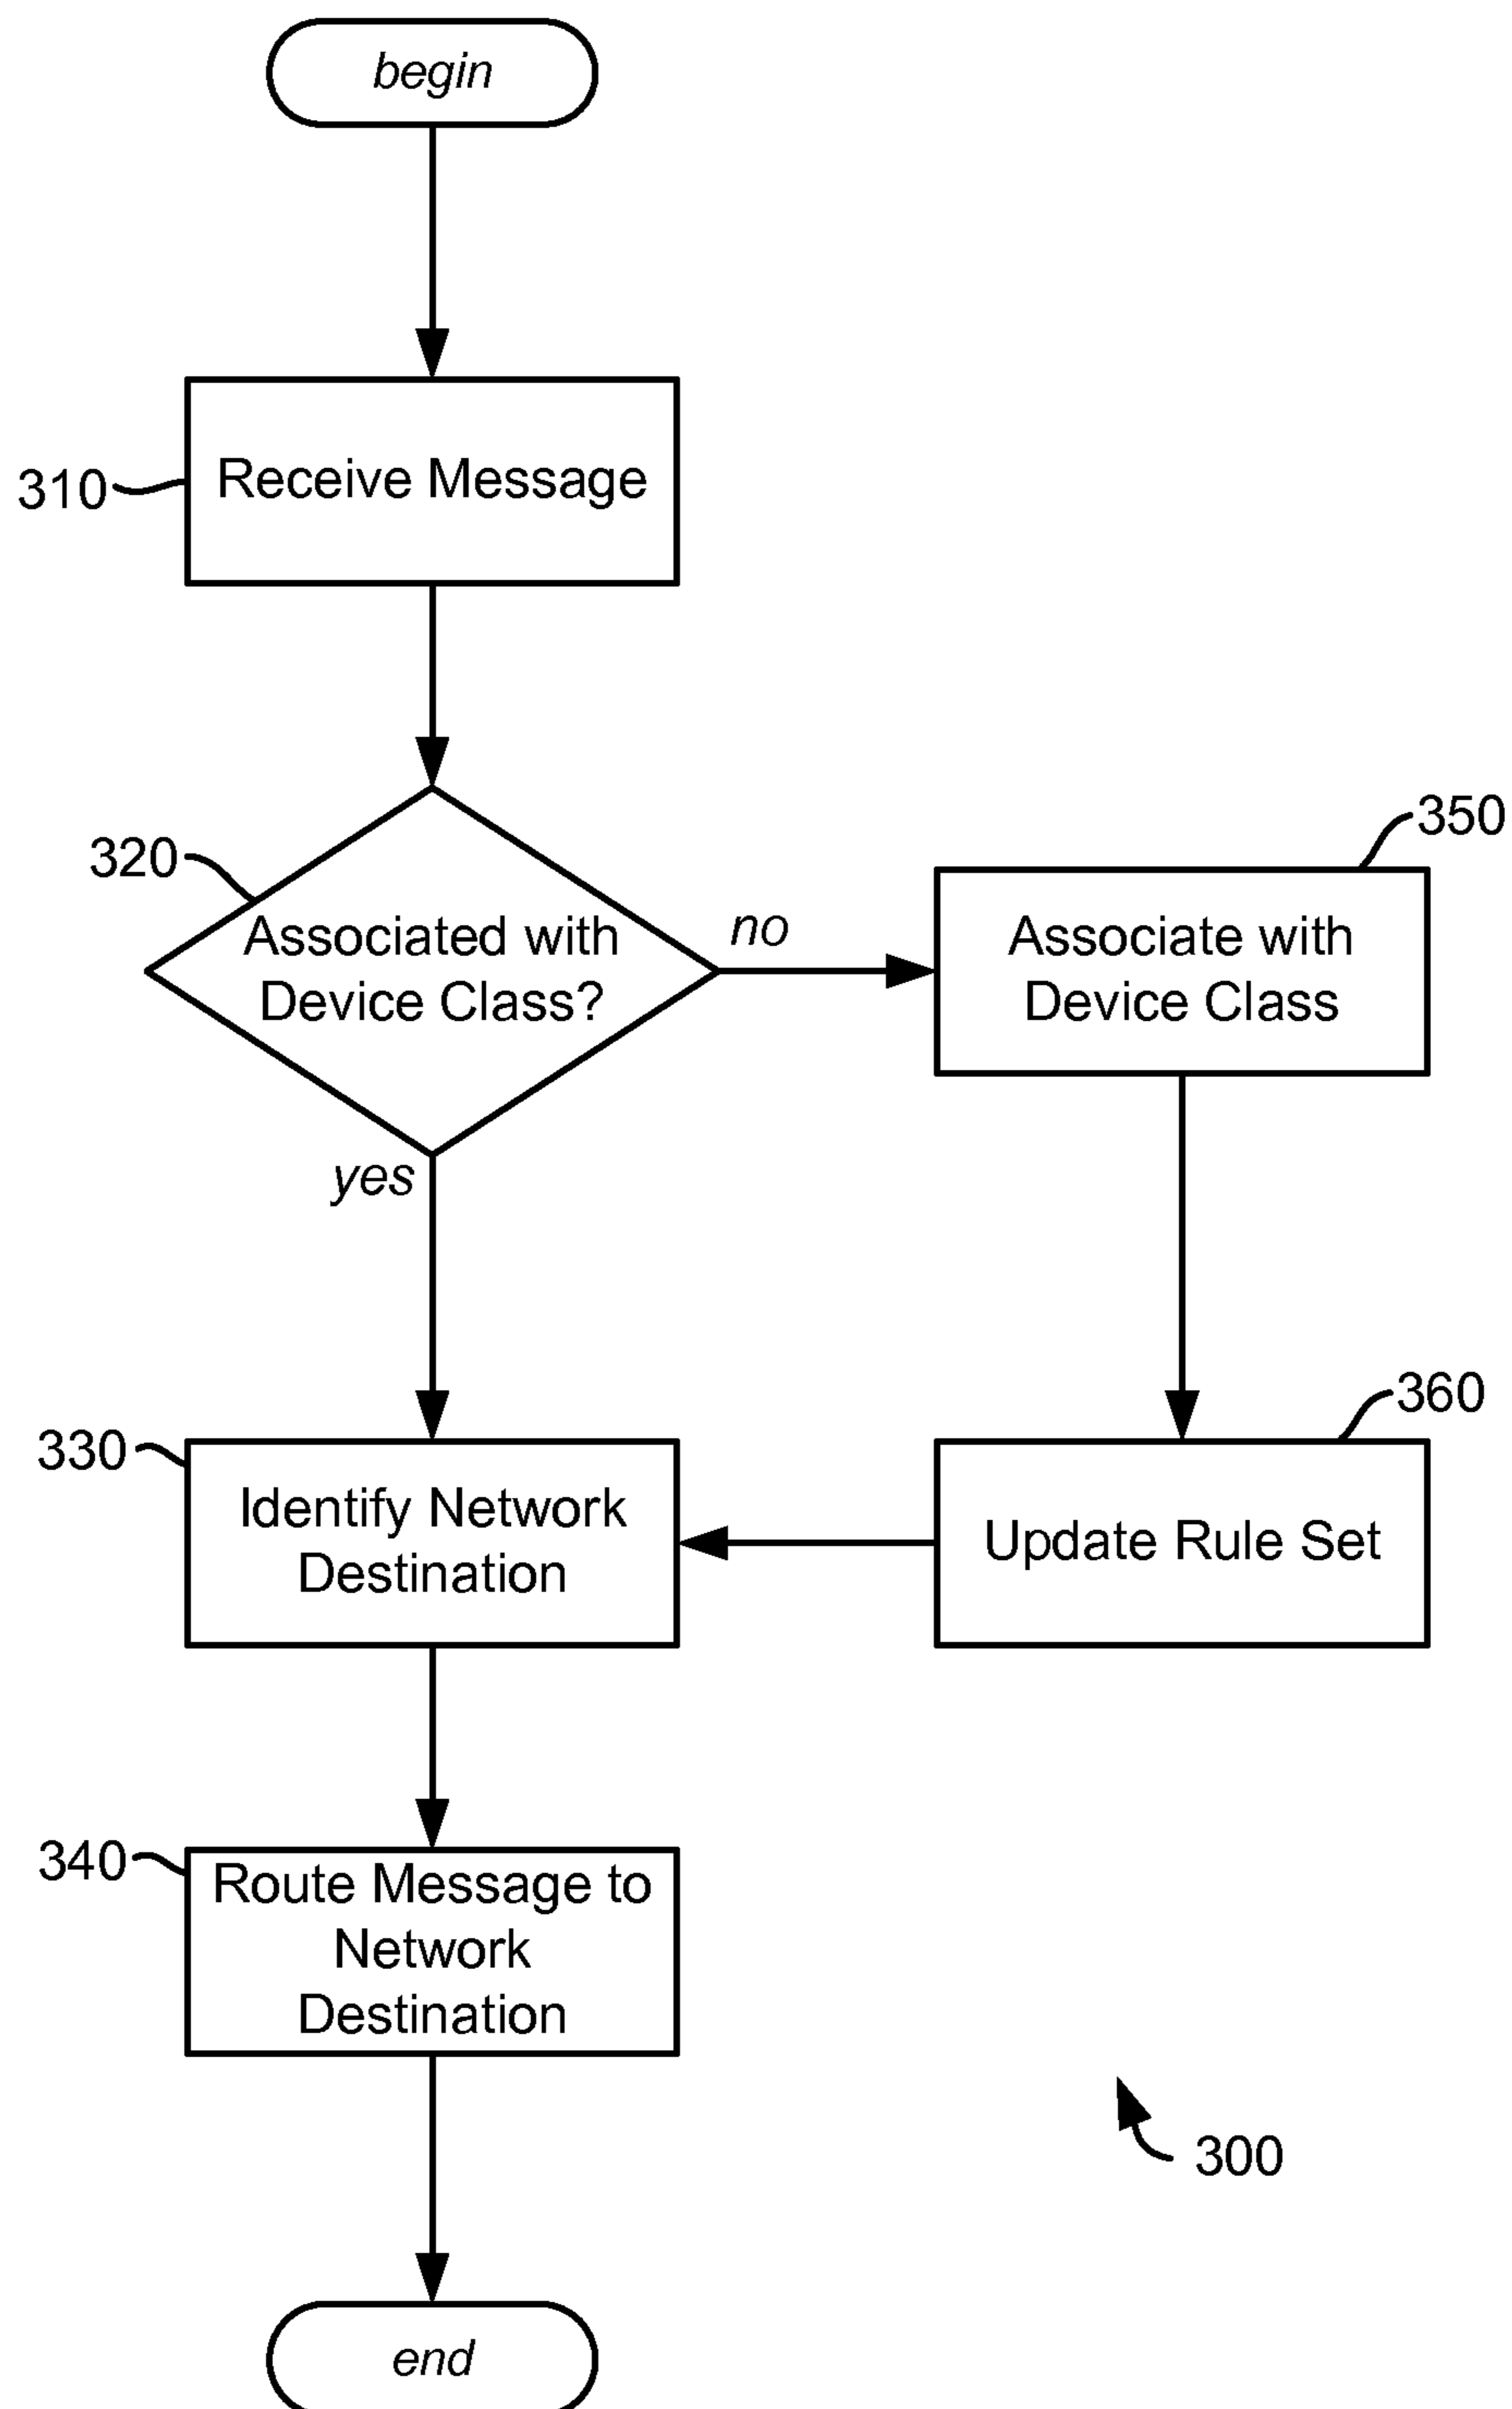 begin
310
Receive Message
320
Associated with
Device Class?
no
350
Associate with
Device Class
yes
330
Identify Network
Destination
360
Update Rule Set
340
Route Message to
Network
Destination
300
end